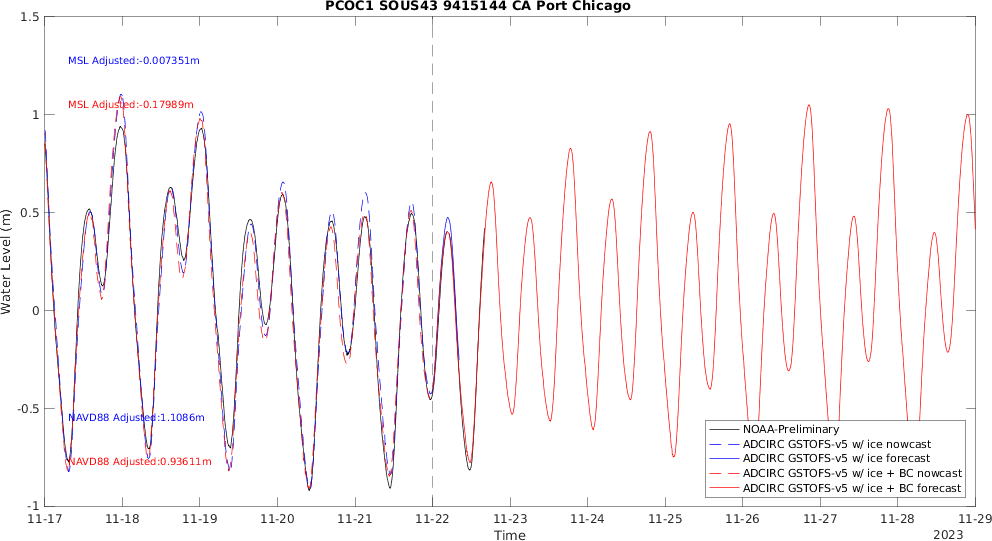 PCOC1 SOUS43 9415144 CA Port Chicago
1.5
1
0.5
0
-0.5
-1
Water Level (m)
MSL Adjusted:-0.007351m
MSL Adjusted:-0.17989m
NAVD88 Adjusted:1.1086m
NAVD88 Adjusted:0.93611m
NOAA-Preliminary
ADCIRC GSTOFS-v5 w/ ice nowcast
ADCIRC GSTOFS-v5 w/ ice forecast
ADCIRC GSTOFS-v5 w/ ice + BC nowcast
ADCIRC GSTOFS-v5 w/ ice + BC forecast
11-17 11-18 11-19 11-20 11-21 11-22 11-23 11-24 11-25 11-26 11-27 11-28 11-29
Time
2023